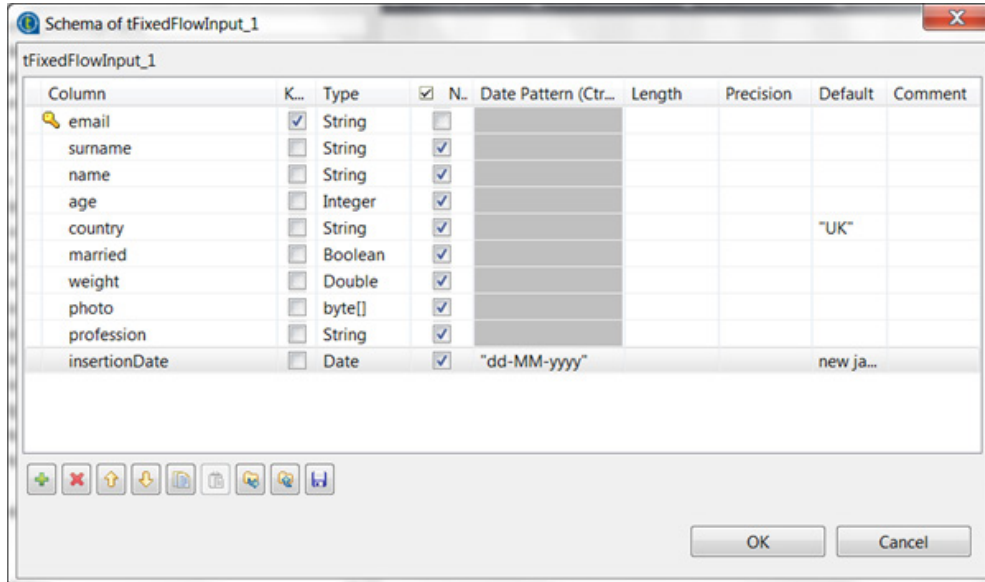 Schema of tFixedFlowInput_1
tFixedFlowInput_1
Column K... Type N.. Date Pattern (Ctr... Length Precision Default Comment
email String
surname String
name String
age Integer
country String "UK"
married Boolean
weight Double
photo byte[]
profession String
insertionDate Date "dd-MM-yyyy" new ja...
OK Cancel